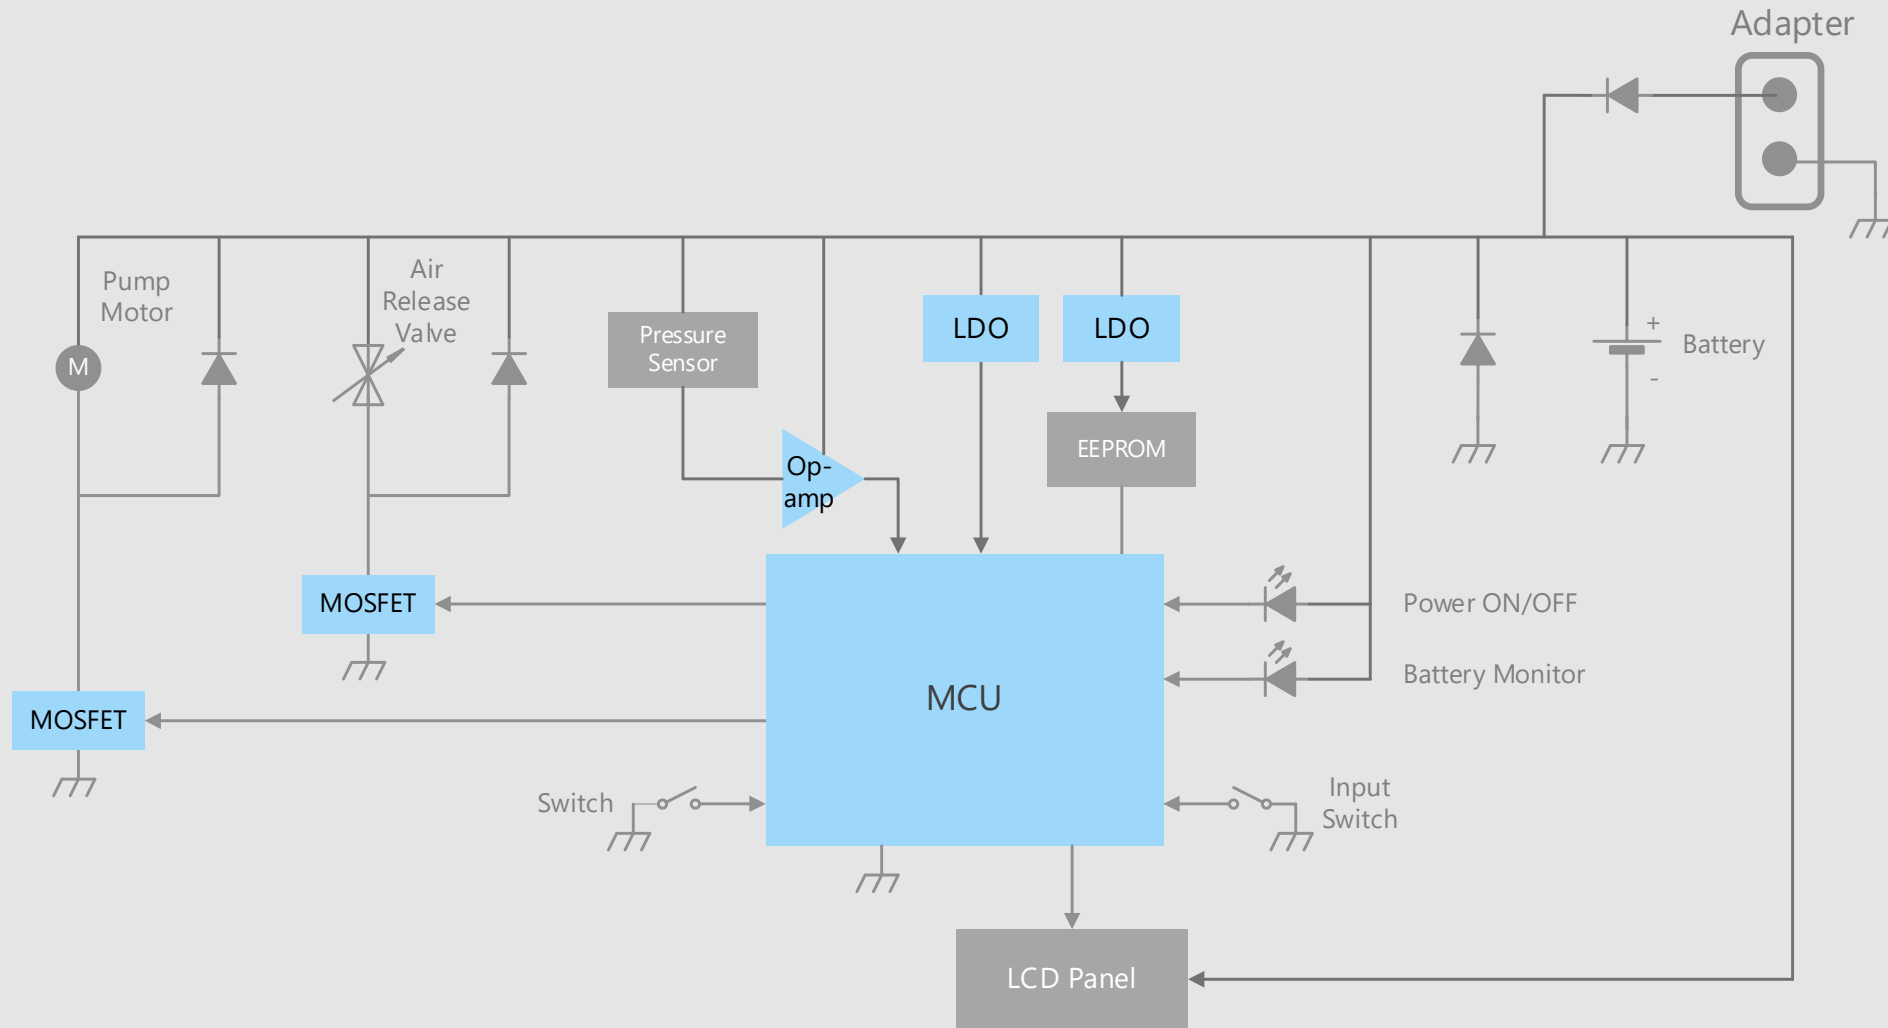 Adapter
Pump
Motor
Air
Release
Valve
M
Pressure
Sensor
LDO
LDO
+
Battery
-
EEPROM
Op-
amp
MOSFET
Power ON/OFF
Battery Monitor
MCU
MOSFET
Switch
Input
Switch
LCD Panel